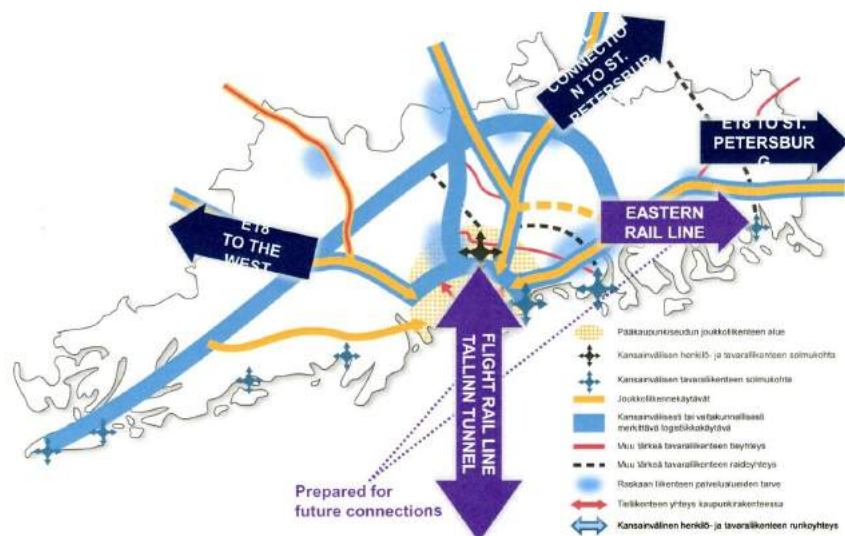 CONNECTIO
N TO ST.
PETERSBUR
E18 TO ST.
PETERSBUR
G
E18
TO THE
WEST
EASTERN
RAIL LINE
FLIGHT RAIL LINE
TALLINN TUNNEL
Prepared for
future connections
Pääkaupunkiseudun joukkoliikenteen alue
Kansainvälisen henkilö- ja tavaraliikenteen solmukohta
Kansainvälisen tavaraliikenteen solmukohta
Joukkoliikennekäytävät
Kansainvälisesti tai valtakunnallisesti
merkittävä logistiikkakäytävä
Muu tärkeä tavaraliikenteen tieyhteys
Muu tärkeä tavaraliikenteen raideyhteys
Raskaan liikenteen palvelualueiden tarve
Tieliikenteen yhteys kaupunkirakenteessa
Kansainvälinen henkilö- ja tavaraliikenteen runkoyhteys